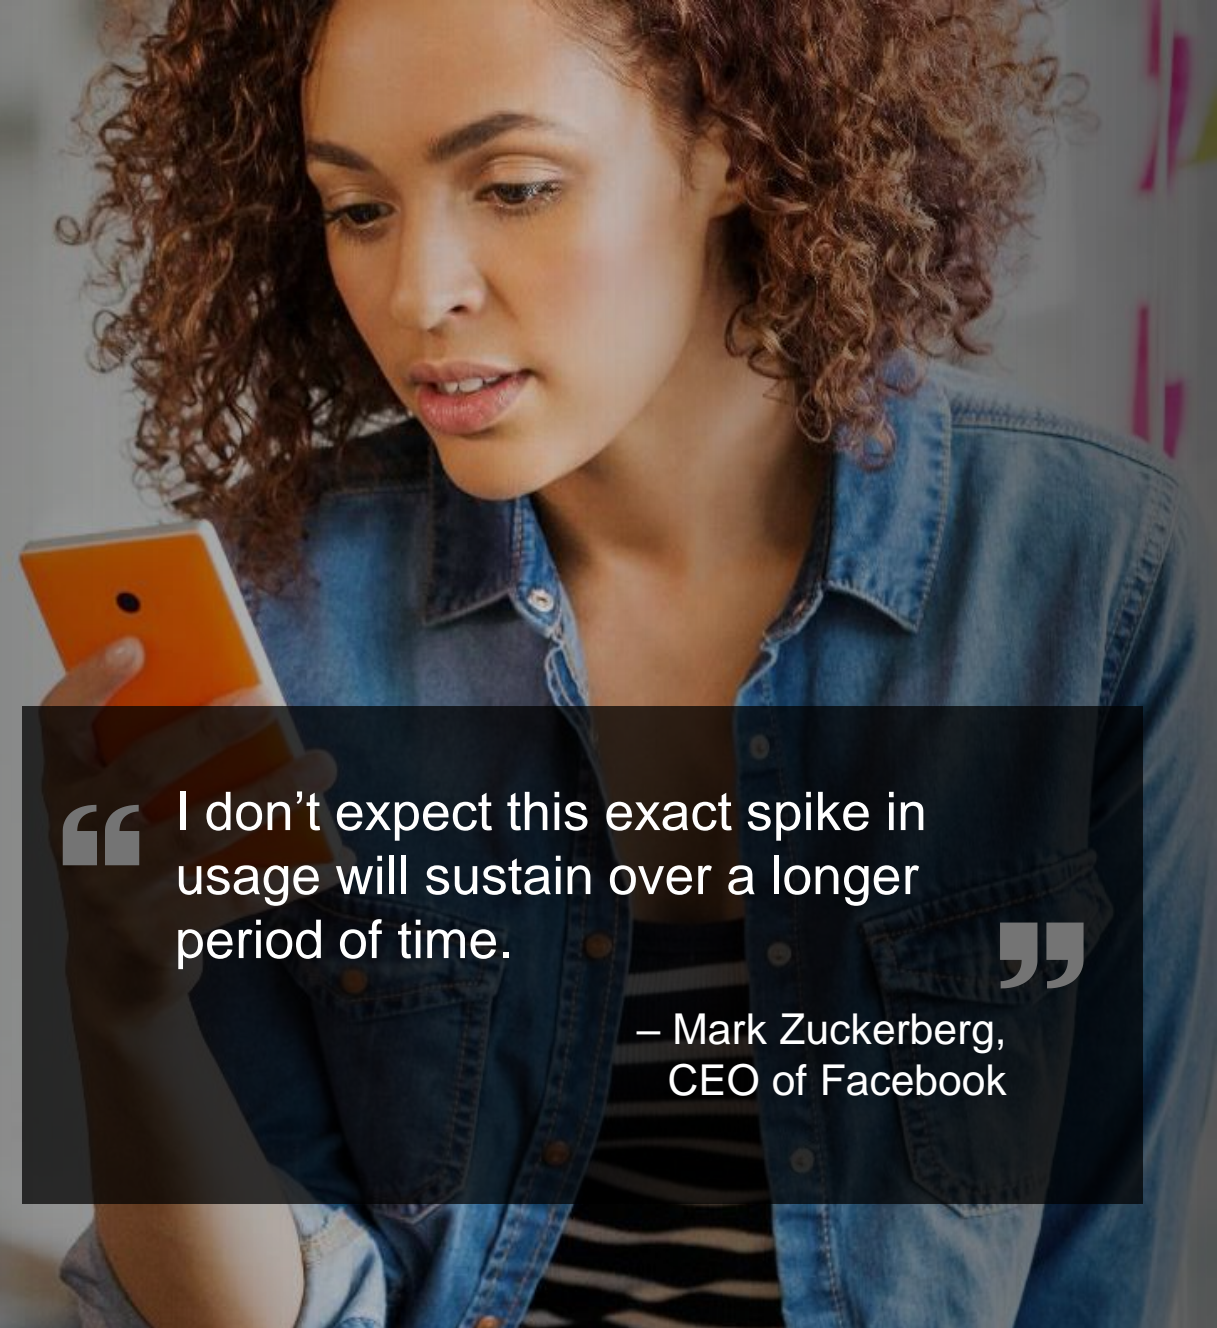 “
I don’t expect this exact spike in
usage will sustain over a longer
period of time.
”
– Mark Zuckerberg,
CEO of Facebook